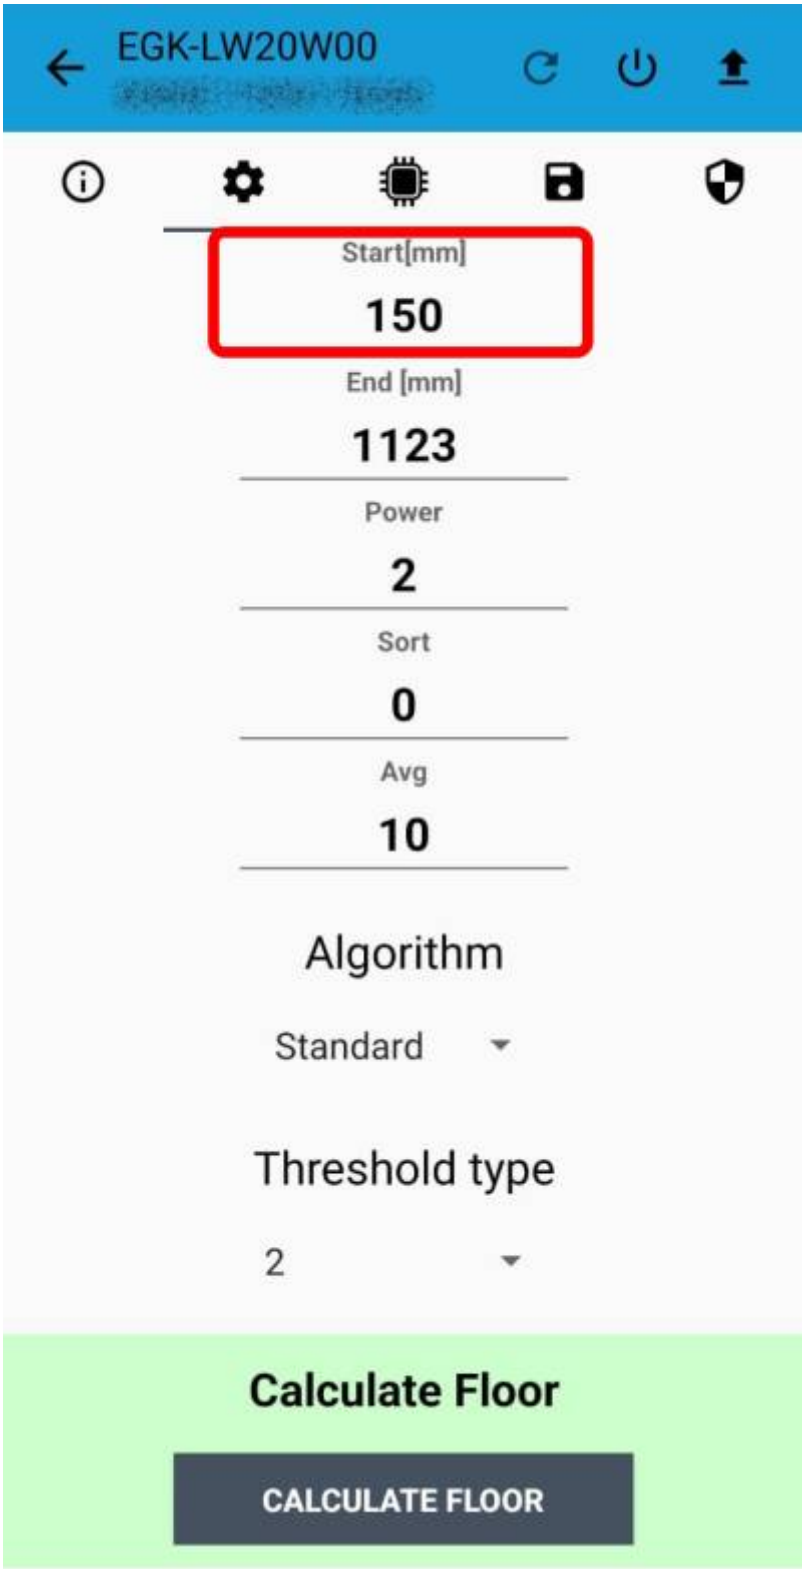 EGK-LW20W00
Start[mm]
150
End [mm]
1123
Power
2
Sort
0
Avg
10
Algorithm
Standard
Threshold type
2
Calculate Floor
CALCULATE FLOOR